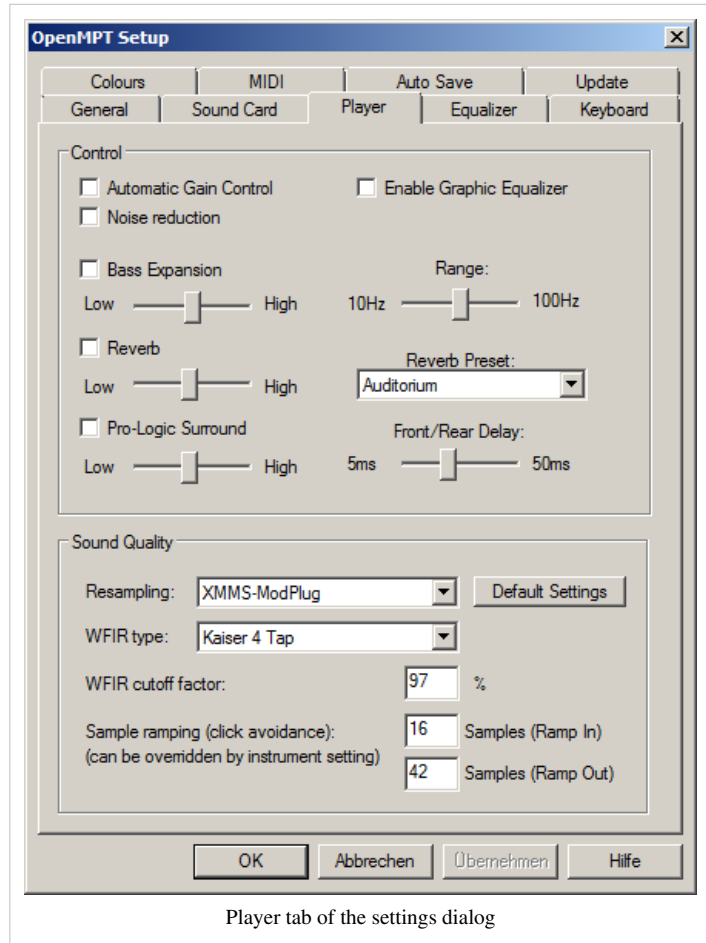 OpenMPT Setup
Colours MIDI Auto Save Update
General Sound Card Player Equalizer Keyboard
Control
Automatic Gain Control Enable Graphic Equalizer
Noise reduction
Bass Expansion Range:
Low High 10Hz 100Hz
Reverb Reverb Preset:
Low High Auditorium
Pro-Logic Surround Front/Rear Delay:
Low High 5ms 50ms
Sound Quality
Resampling: XMMS-ModPlug Default Settings
WFIR type: Kaiser 4 Tap
WFIR cutoff factor: 97 %
Sample ramping (click avoidance): 16 Samples (Ramp In)
(can be overridden by instrument setting)
42 Samples (Ramp Out)
OK Abbrechen Übernehmen Hilfe
Player tab of the settings dialog